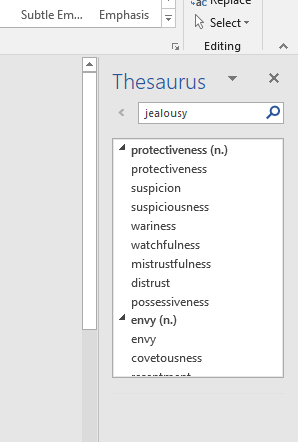 Replace
Subtle Em...
Emphasis
Select
Editing
Thesaurus
jealousy
protectiveness (n.)
protectiveness
suspicion
suspiciousness
wariness
watchfulness
mistrustfulness
distrust
possessiveness
envy (n.)
envy
covetousness
resentment